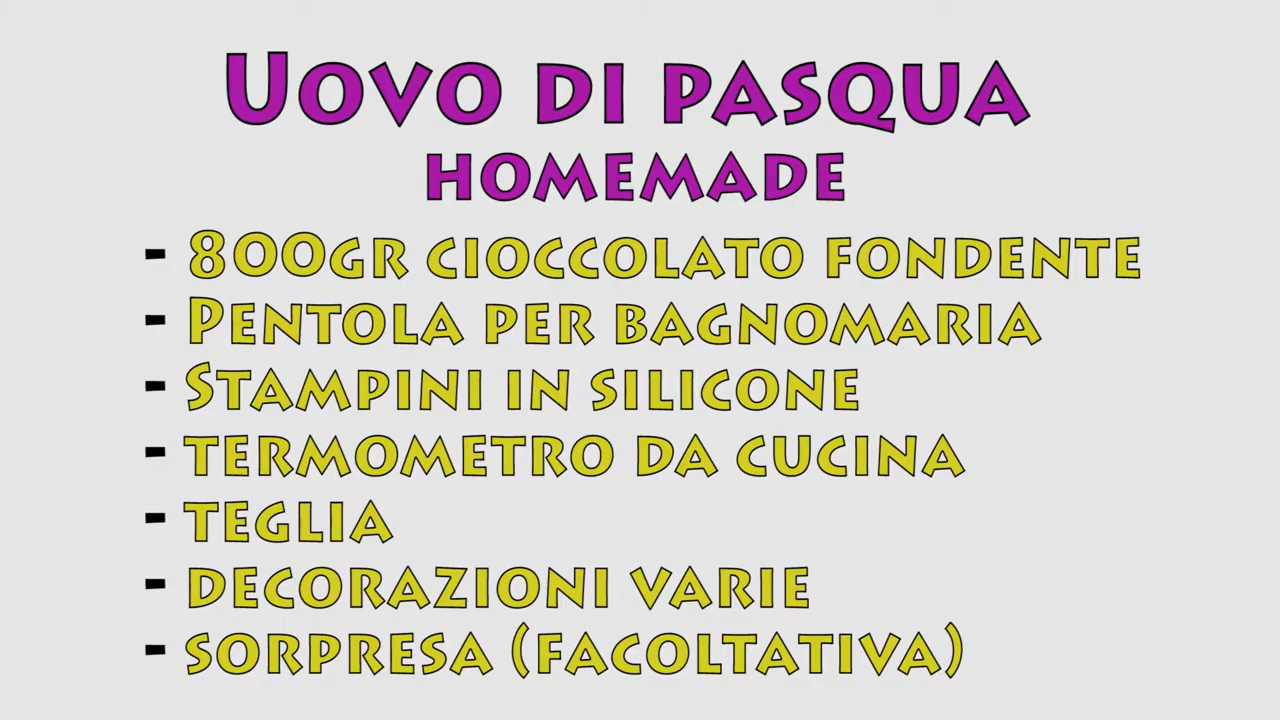 Uovo di pasqua
homemade
- 800gr cioccolato fondente
- Pentola per bagnomaria
- Stampini in silicone
- termometro da cucina
- teglia
- decorazioni varie
- sorpresa (facoltativa)